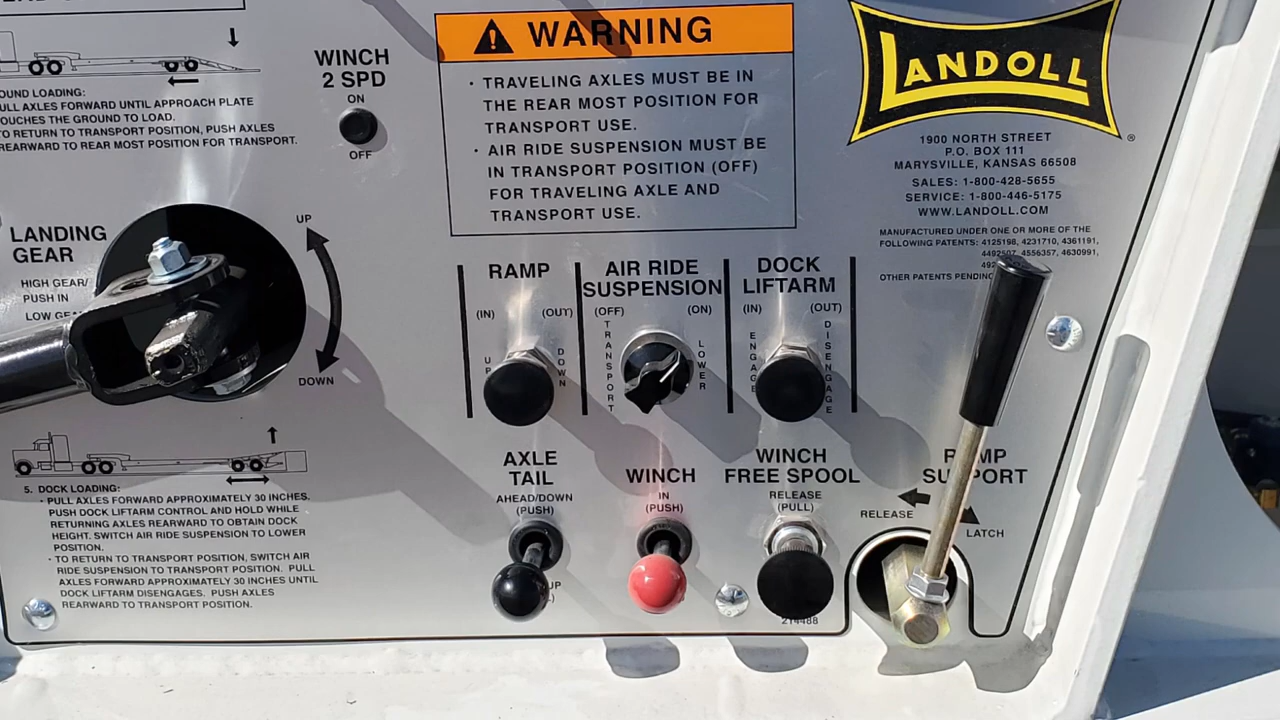 WINCH
2 SPD
ON
OFF
OUND LOADING:
ULL AXLES FORWARD UNTIL APPROACH PLATE
OUCHES THE GROUND TO LOAD.
TO RETURN TO TRANSPORT POSITION, PUSH AXLES
REARWARD TO REAR MOST POSITION FOR TRANSPORT.
WARNING
• TRAVELING AXLES MUST BE IN
THE REAR MOST POSITION FOR
TRANSPORT USE.
• AIR RIDE SUSPENSION MUST BE
IN TRANSPORT POSITION (OFF)
FOR TRAVELING AXLE AND
TRANSPORT USE.
LANDOLL
®
1900 NORTH STREET
P.O. BOX 111
MARYSVILLE, KANSAS 66508
SALES: 1-800-428-5655
SERVICE: 1-800-446-5175
WWW.LANDOLL.COM
MANUFACTURED UNDER ONE OR MORE OF THE
FOLLOWING PATENTS: 4125198, 4231710, 4361191,
4492507, 4556357, 4630991,
OTHER PATENTS PENDING
LANDING
GEAR
HIGH GEAR/
PUSH IN
LOW GEA
UP
DOWN
RAMP
(IN) (OUT)
UP DOWN
AIR RIDE
SUSPENSION
(OFF) (ON)
TRANSPORT LOWER
DOCK
LIFTARM
(IN) (OUT)
ENGAGE DISENGAGE
5. DOCK LOADING:
• PULL AXLES FORWARD APPROXIMATELY 30 INCHES.
PUSH DOCK LIFTARM CONTROL AND HOLD WHILE
RETURNING AXLES REARWARD TO OBTAIN DOCK
HEIGHT. SWITCH AIR RIDE SUSPENSION TO LOWER
POSITION.
• TO RETURN TO TRANSPORT POSITION, SWITCH AIR
RIDE SUSPENSION TO TRANSPORT POSITION. PULL
AXLES FORWARD APPROXIMATELY 30 INCHES UNTIL
DOCK LIFTARM DISENGAGES. PUSH AXLES
REARWARD TO TRANSPORT POSITION.
AXLE
TAIL
AHEAD/DOWN
(PUSH)
UP
WINCH
IN
(PUSH)
WINCH
FREE SPOOL
RELEASE
(PULL)
214488
RAMP
SUPPORT
RELEASE
LATCH